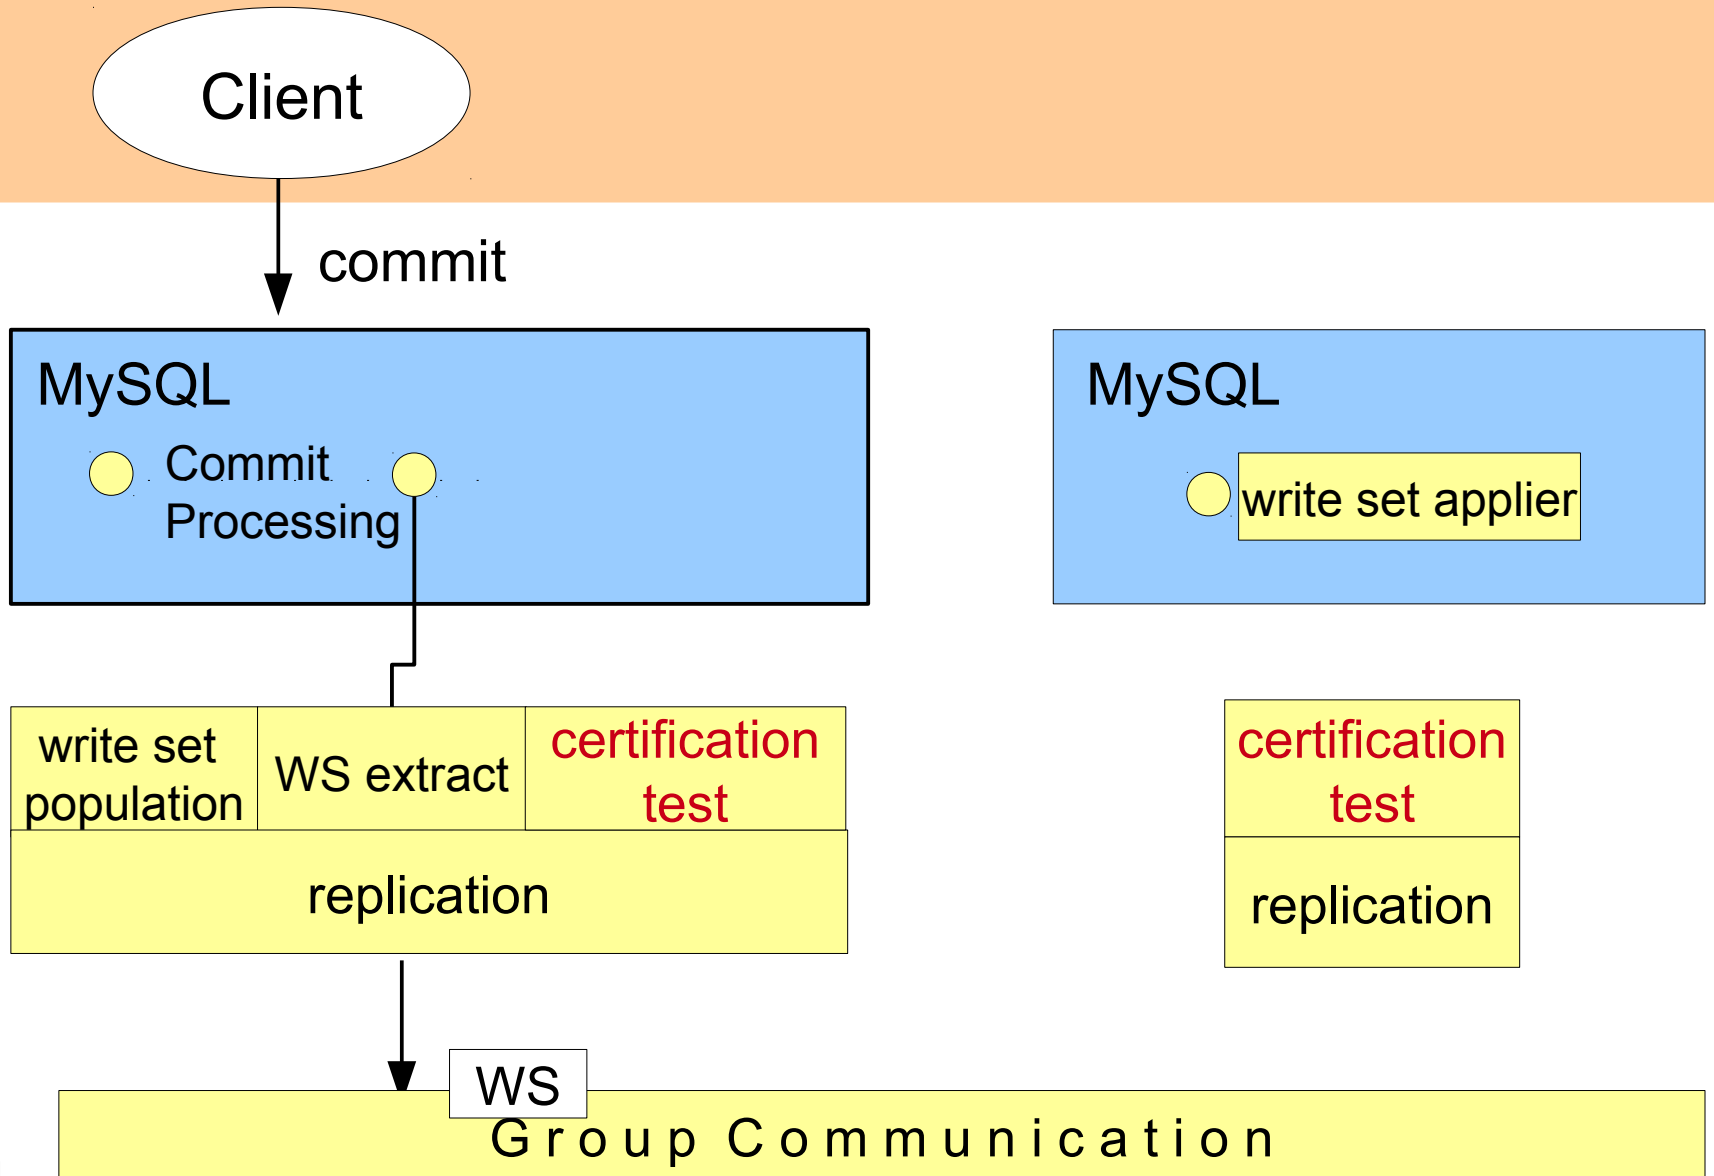 Client
commit
MySQL
Commit
Processing
MySQL
write set applier
write set
population
WS extract
certification
test
replication
certification
test
replication
WS
Group Communication